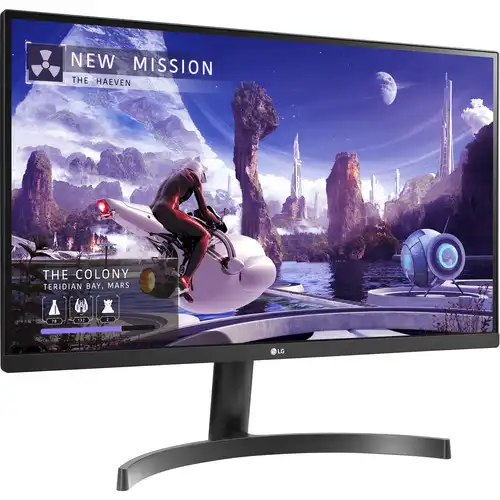 NEW MISSION
THE HAEVEN
THE COLONY
TERIDIAN BAY, MARS
LG